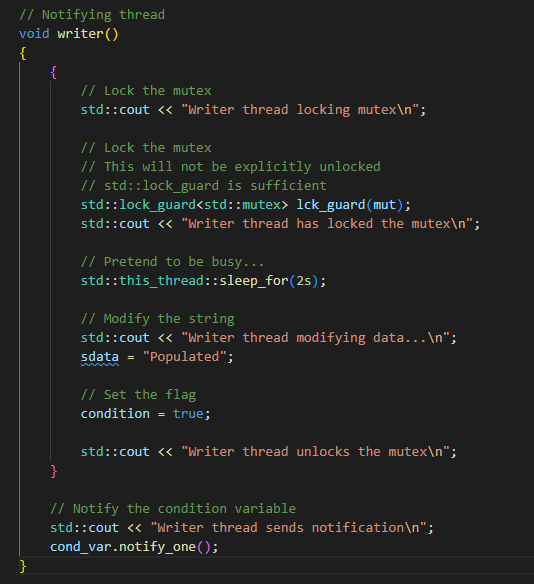 // Notifying thread
void writer()
{
    {
        // Lock the mutex
        std::cout << "Writer thread locking mutex\n";

        // Lock the mutex
        // This will not be explicitly unlocked
        // std::lock_guard is sufficient
        std::lock_guard<std::mutex> lck_guard(mut);
        std::cout << "Writer thread has locked the mutex\n";

        // Pretend to be busy...
        std::this_thread::sleep_for(2s);

        // Modify the string
        std::cout << "Writer thread modifying data...\n";
        sdata = "Populated";

        // Set the flag
        condition = true;

        std::cout << "Writer thread unlocks the mutex\n";
    }

    // Notify the condition variable
    std::cout << "Writer thread sends notification\n";
    cond_var.notify_one();
}